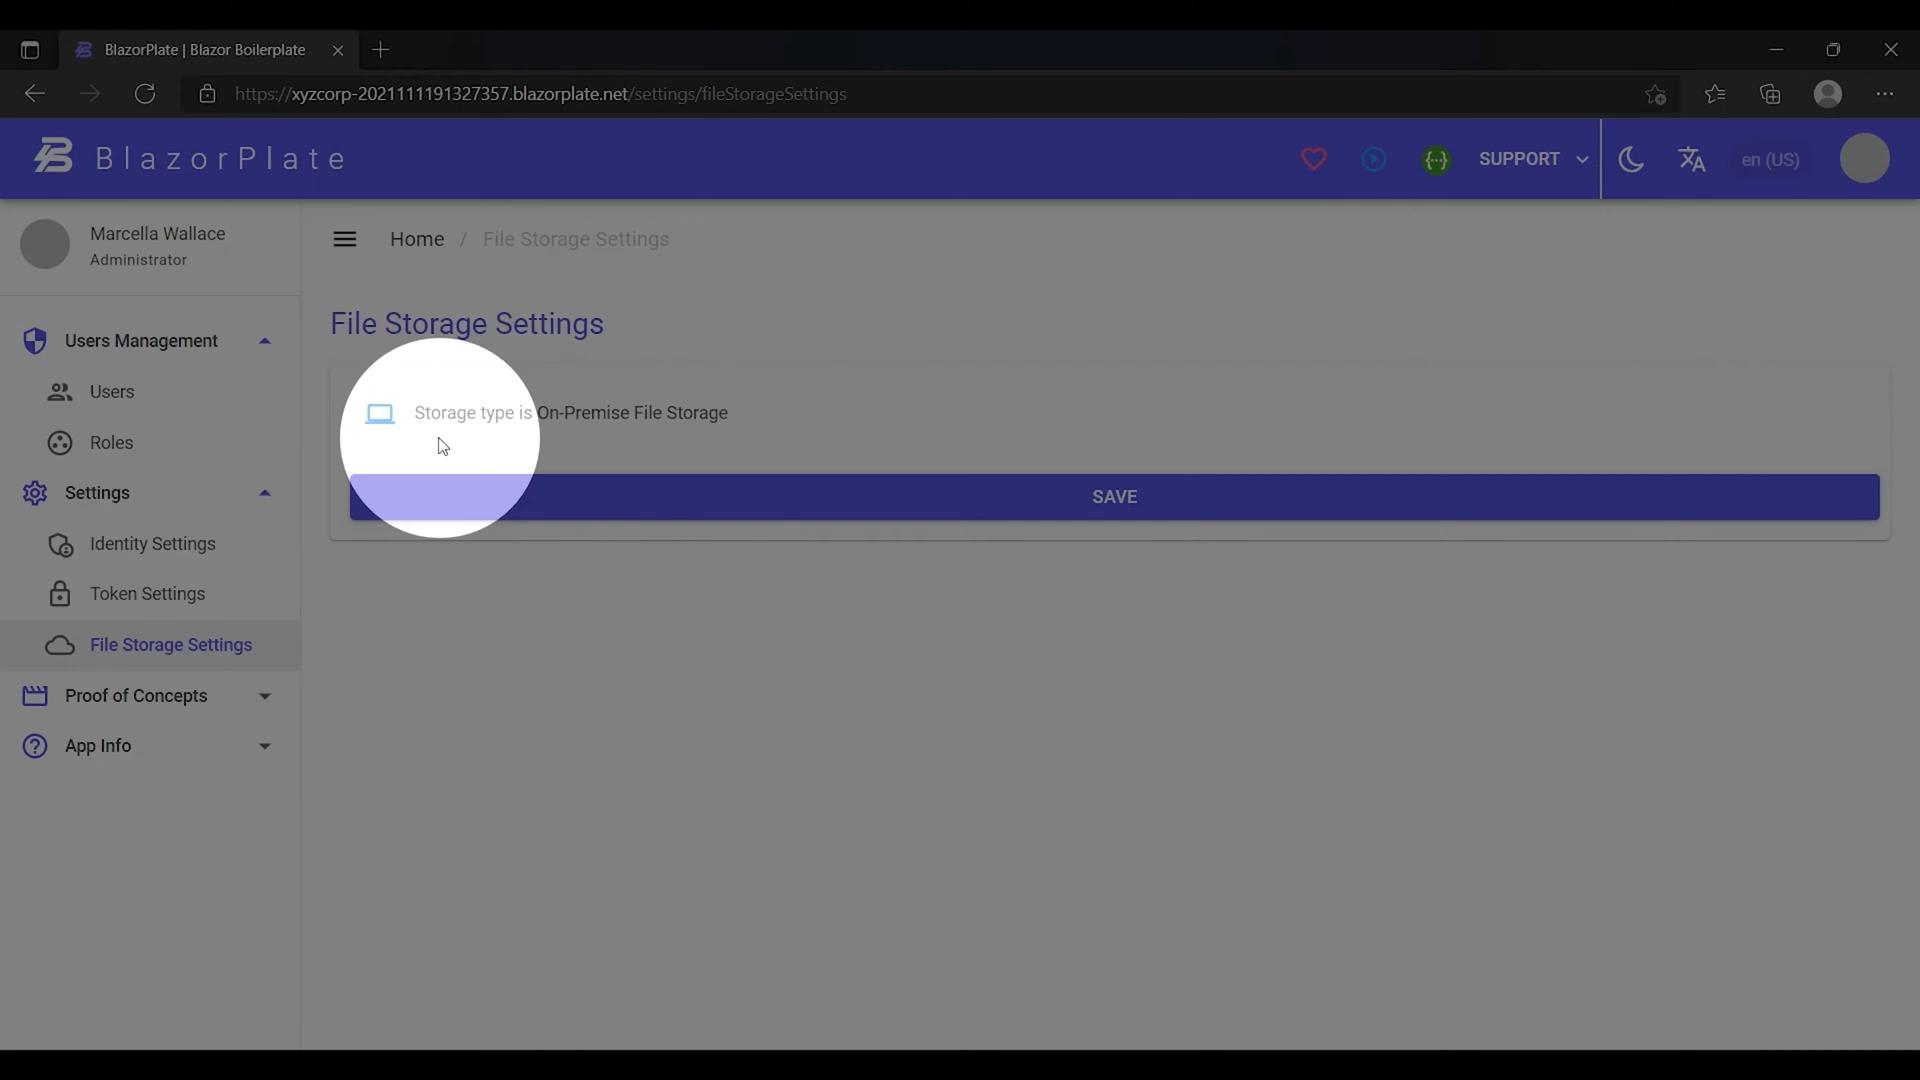 BlazorPlate | Blazor Boilerplate
https://xyzcorp-2021111191327357.blazorplate.net/settings/fileStorageSettings
BlazorPlate
SUPPORT
en (US)
Marcella Wallace
Administrator
Home / File Storage Settings
Users Management
Users
Roles
Settings
Identity Settings
Token Settings
File Storage Settings
Proof of Concepts
App Info
File Storage Settings
Storage type is On-Premise File Storage
SAVE